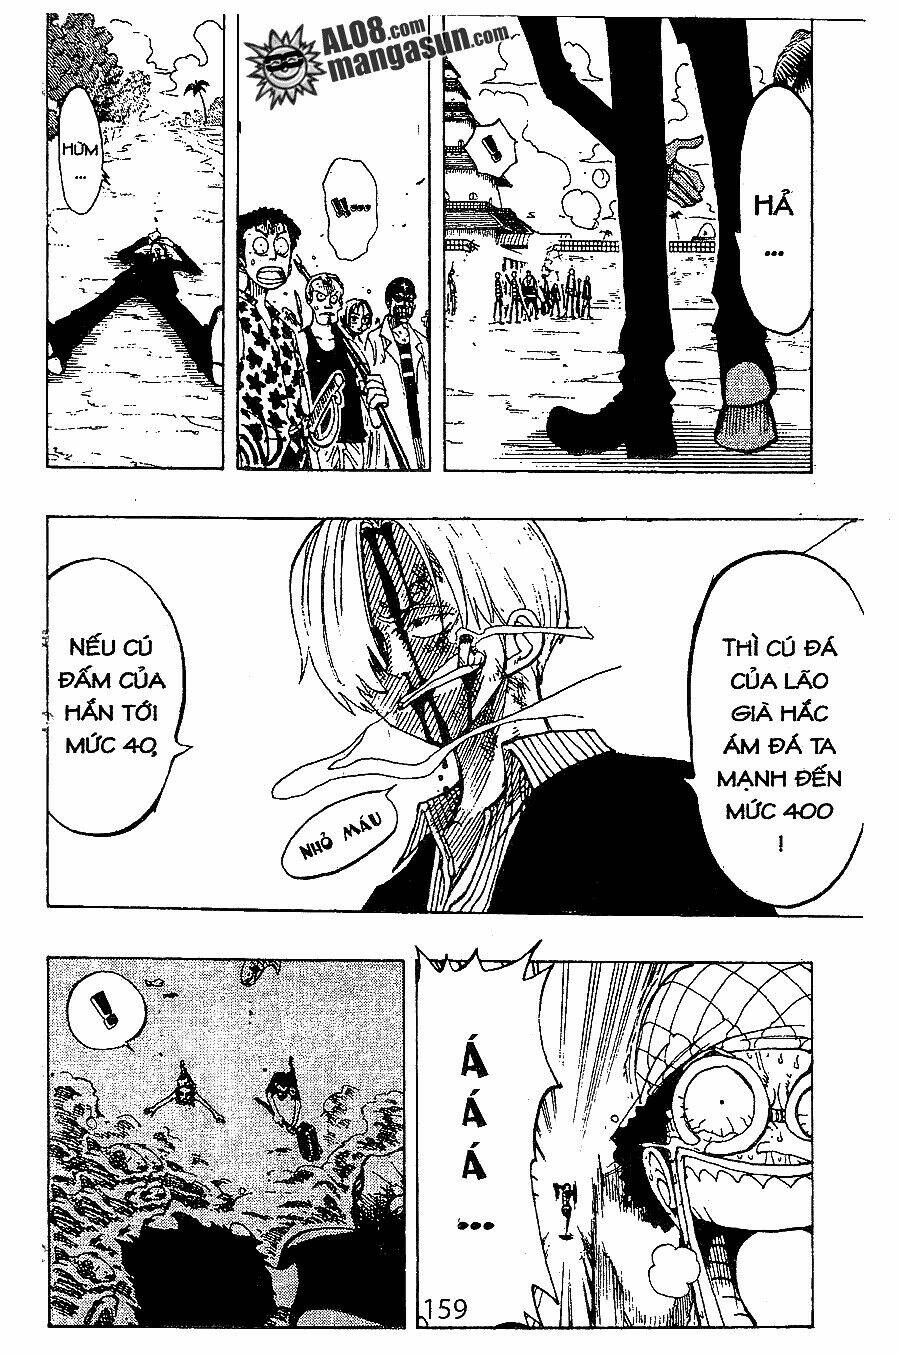 AL08.com
mangasun.com
HỪM
...
!!...
!
HẢ
...
NẾU CÚ
ĐẤM CỦA
HẮN TỚI
MỨC 40,
NHỎ MÁU
THÌ CÚ ĐÁ
CỦA LÃO
GIÀ HẮC
ÁM ĐÁ TA
MẠNH ĐẾN
MỨC 400
!
!
Á
Á
Á
...
159